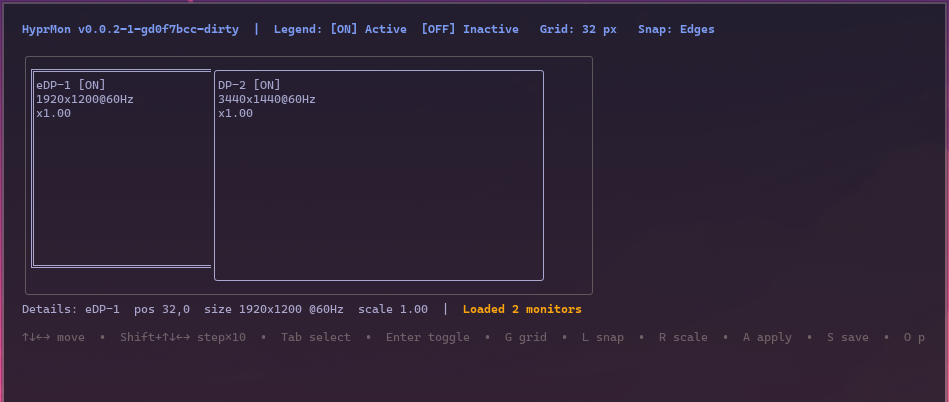 HyprMon v0.0.2-1-gd0f7bcc-dirty | Legend: [ON] Active [OFF] Inactive Grid: 32 px Snap: Edges
eDP-1 [ON]
1920x1200@60Hz
x1.00
DP-2 [ON]
3440x1440@60Hz
x1.00
Details: eDP-1 pos 32,0 size 1920x1200 @60Hz scale 1.00 | Loaded 2 monitors
↑↓←→ move • Shift+↑↓←→ step×10 • Tab select • Enter toggle • G grid • L snap • R scale • A apply • S save • O p